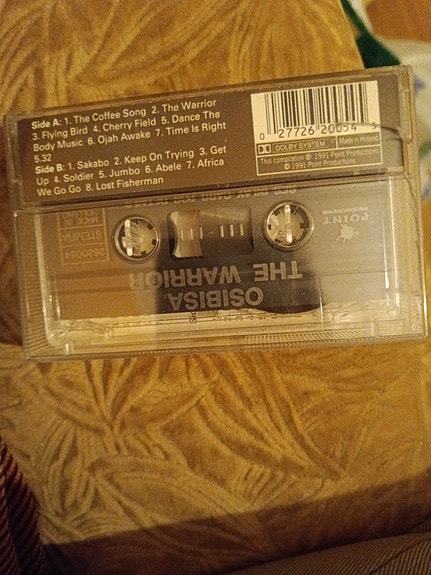 Side A: 1. The Coffee Song 2. The Warrior
3. Flying Bird 4. Cherry Field 5. Dance The
Body Music 6. Ojah Awake 7. Time Is Right
5.32
Side B: 1. Sakabo 2. Keep On Trying 3. Get
Up 4. Soldier 5. Jumbo 6. Abele 7. Africa
We Go Go 8. Lost Fisherman
0 27726 20054
DOLBY SYSTEM
Made in Holland
This compilation ℗ 1991 Point Productions
© 1991 Point Productions
POINT
2620054
STEREO
OSIBISA
THE WARRIOR